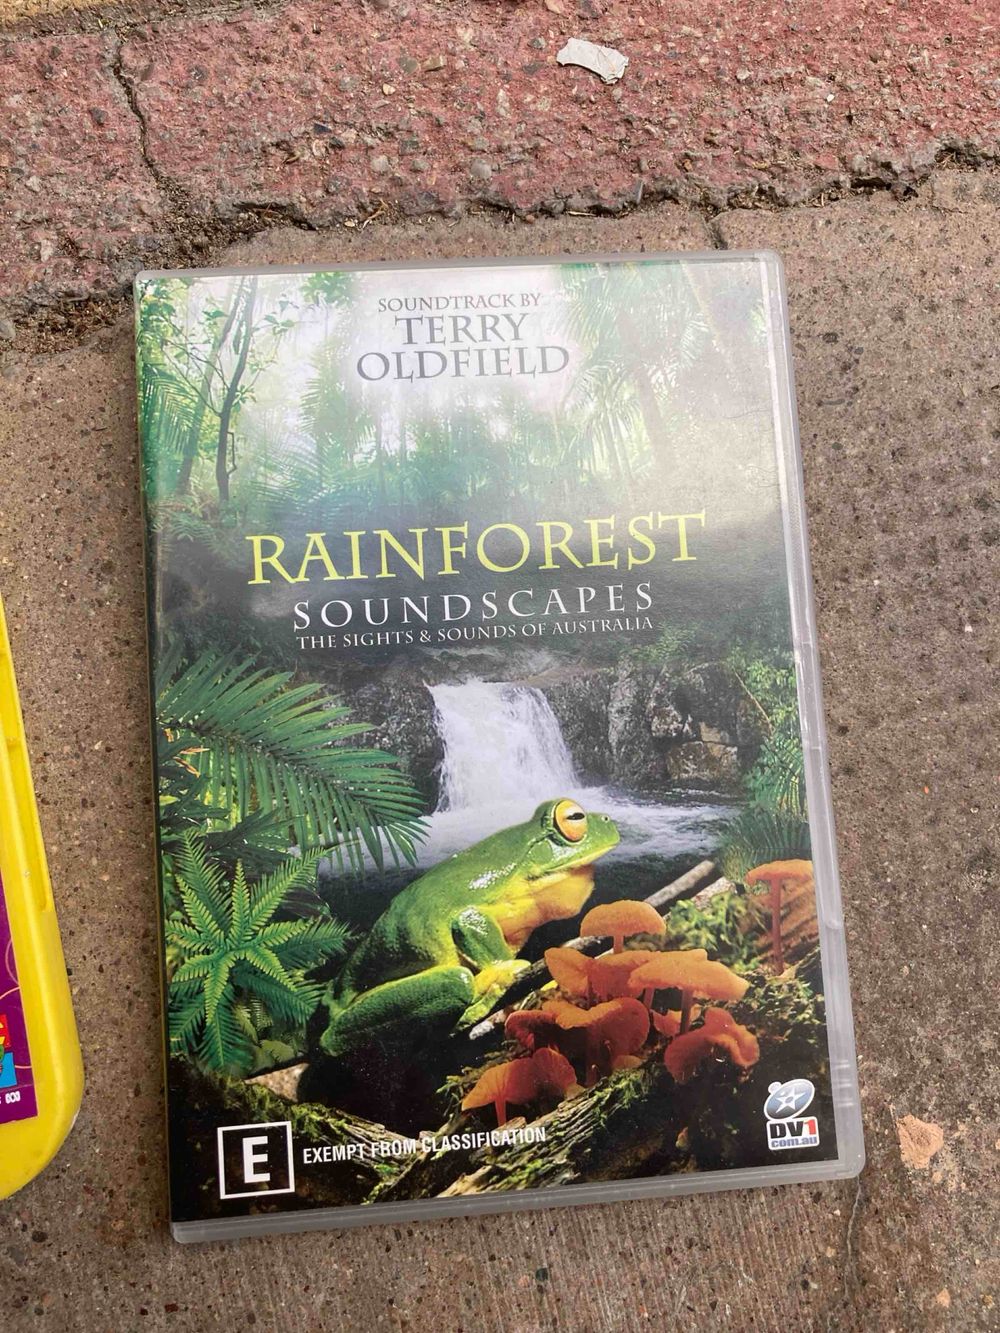 SOUNDTRACK BY
TERRY
OLDFIELD
RAINFOREST
SOUNDSCAPES
THE SIGHTS & SOUNDS OF AUSTRALIA
E
EXEMPT FROM CLASSIFICATION
DV1
com.au